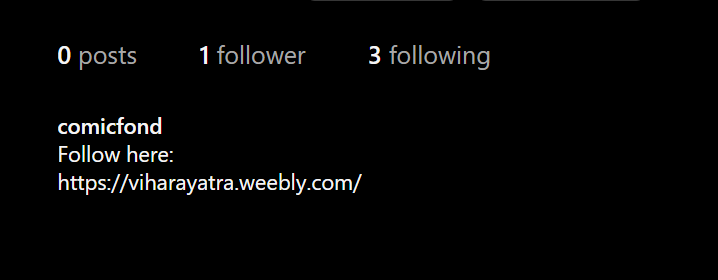 0 posts 1 follower 3 following
comicfond
Follow here:
https://viharayatra.weebly.com/